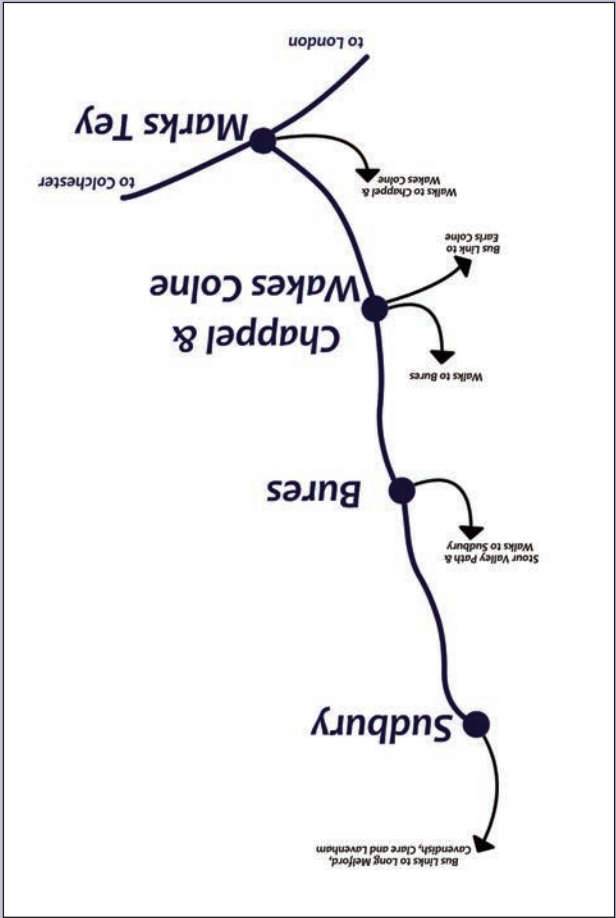 Bus Links to Long Melford,
Cavendish, Clare and Lavenham
Sudbury
Stour Valley Path &
Walks to Sudbury
Bures
Walks to Bures
Chappel &
Wakes Colne
Bus Link to
Earls Colne
Walks to Chappel &
Wakes Colne
to Colchester
Marks Tey
to London